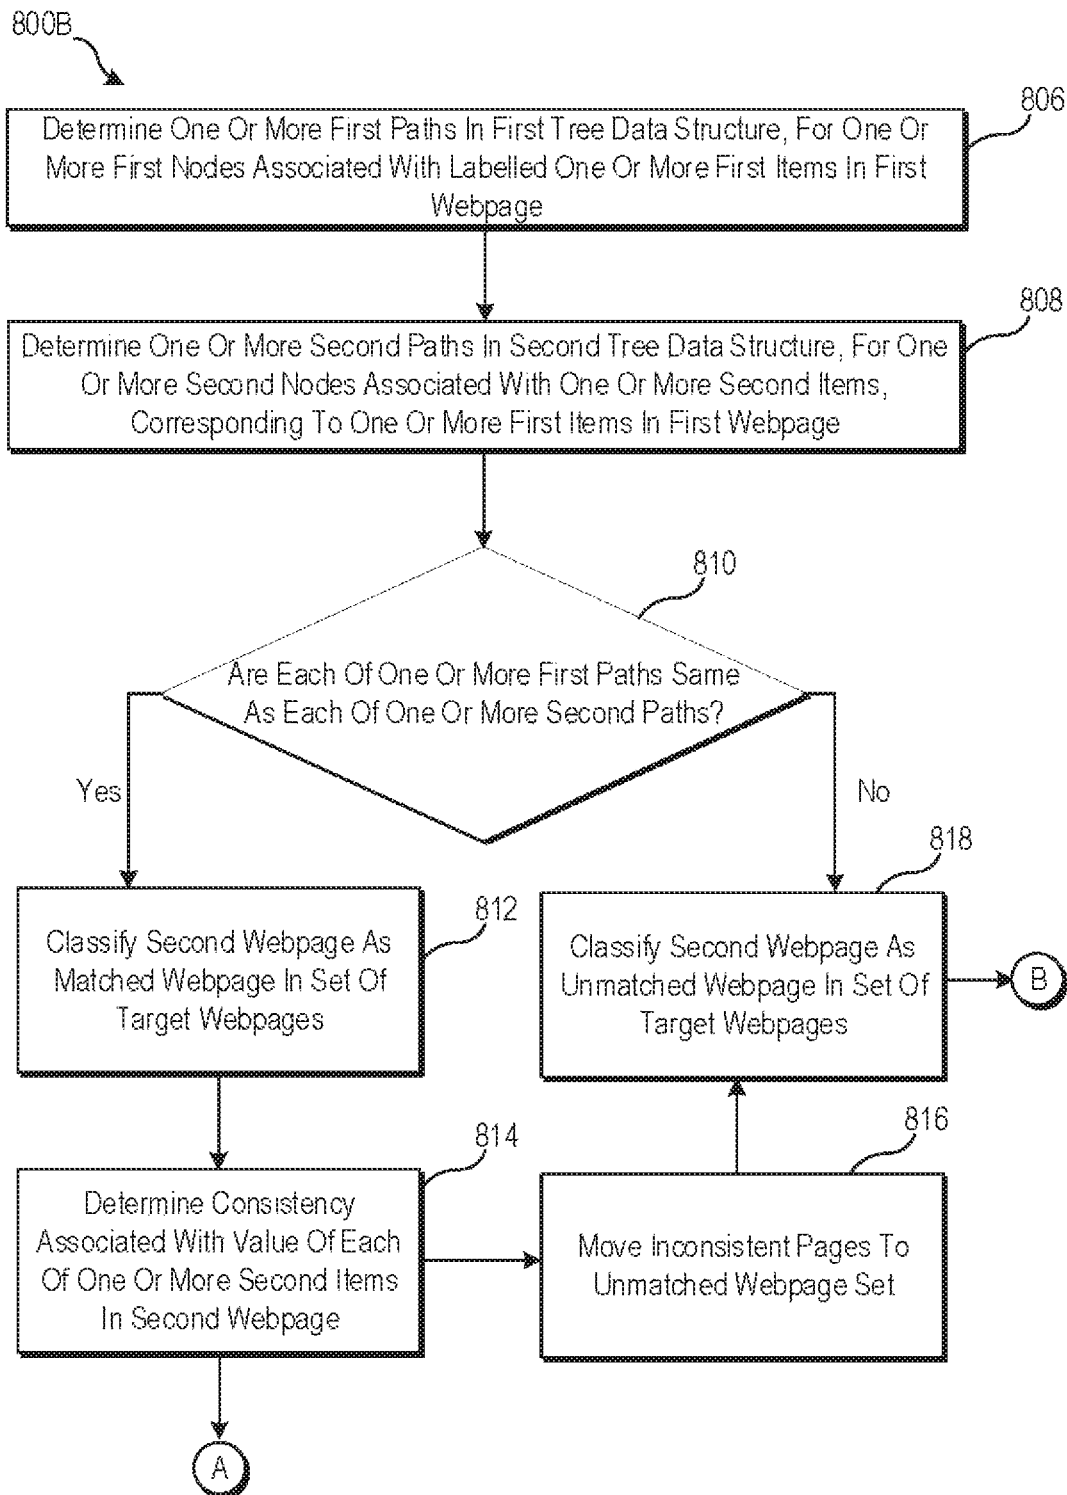 800B
806
Determine One Or More First Paths In First Tree Data Structure, For One Or
More First Nodes Associated With Labelled One Or More First Items In First
Webpage
808
Determine One Or More Second Paths In Second Tree Data Structure, For One
Or More Second Nodes Associated With One Or More Second Items,
Corresponding To One Or More First Items In First Webpage
810
Are Each Of One Or More First Paths Same
As Each Of One Or More Second Paths?
Yes
No
812
Classify Second Webpage As
Matched Webpage In Set Of
Target Webpages
818
Classify Second Webpage As
Unmatched Webpage In Set Of
Target Webpages
B
814
Determine Consistency
Associated With Value Of Each
Of One Or More Second Items
In Second Webpage
816
Move Inconsistent Pages To
Unmatched Webpage Set
A